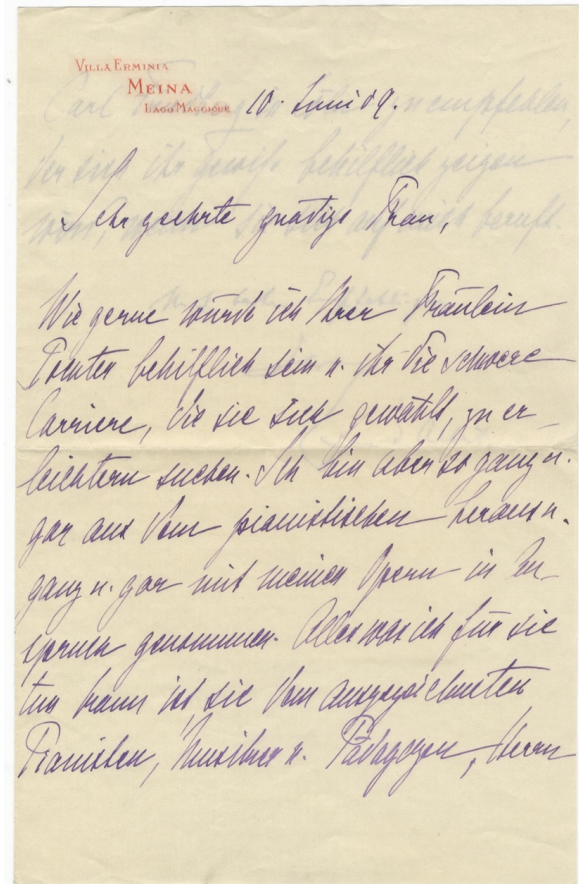 VILLA ERMINIA
MEINA
LAGO MAGGIORE
10. Juni 09.
Sehr geehrte gnädige Frau,
Wie gerne würde ich Ihrer Fräulein
Tochter behilflich sein u. ihr die schwere
Carriere, die sie sich gewählt, zu er-
leichtern suchen. Ich bin aber so ganz u.
gar aus dem pianistischen heraus u.
ganz u. gar mit meinen Opern in An-
spruch genommen. Alles was ich für sie
tun kann ist sie dem ausgezeichneten
Pianisten, Musiker u. Pädagogen, Herrn